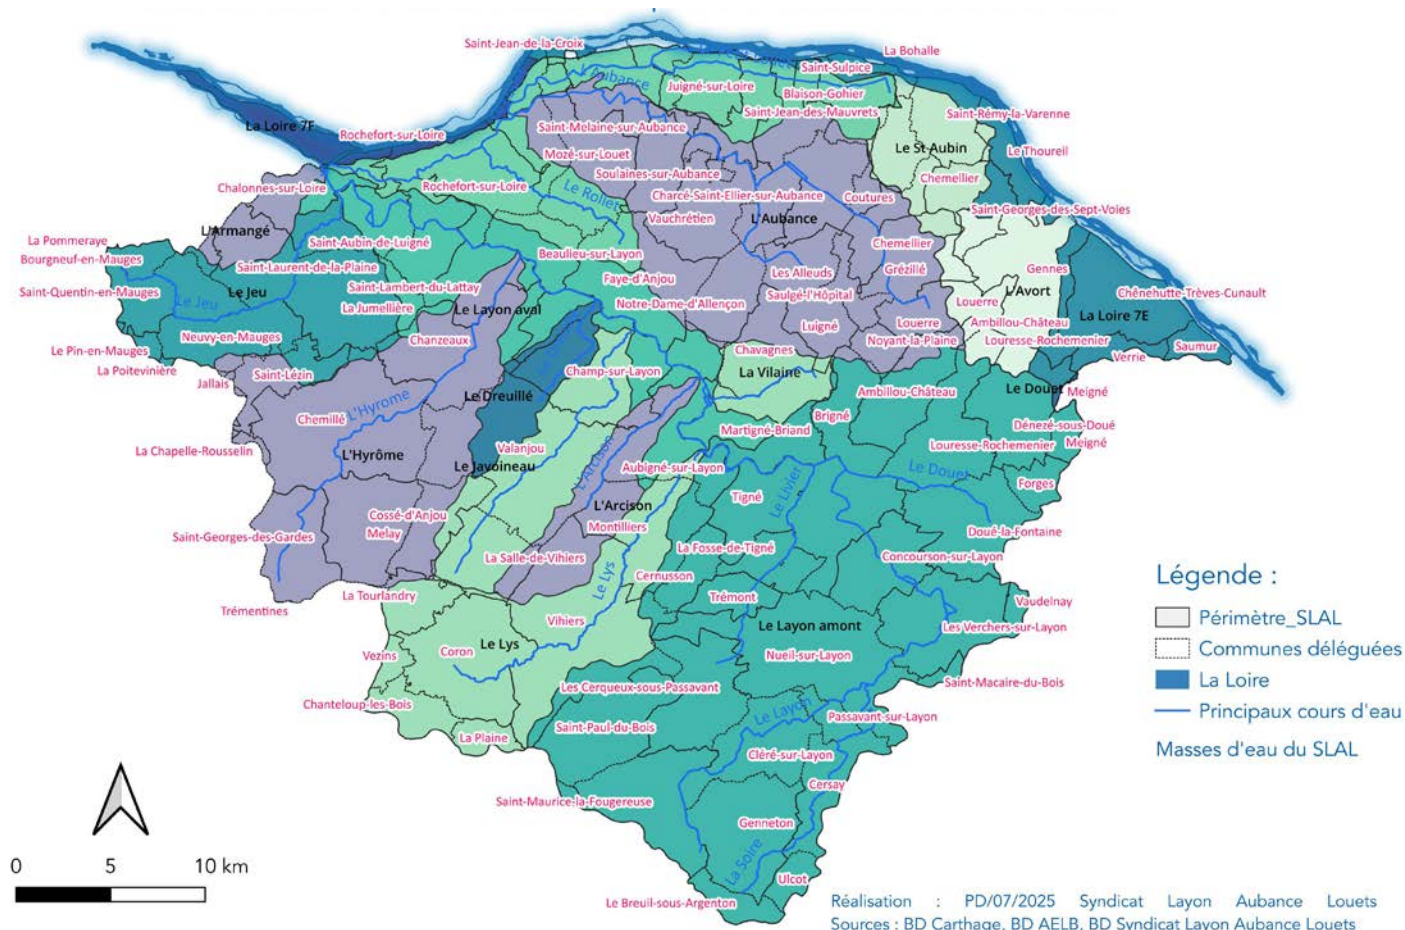 Saint-Jean-de-la-Croix
La Bohalle
Saint-Sulpice
Aubance
Juigné-sur-Loire
Blaison-Gohier
Saint-Jean-des-Mauvrets
Saint-Rémy-la-Varenne
La Loire 7F
Rochefort-sur-Loire
Saint-Melaine-sur-Aubance
Le St-Aubin
Le Thoureil
Mozé-sur-Louet
Soulaines-sur-Aubance
Chemellier
Chalonnes-sur-Loire
Rochefort-sur-Loire
Le Rollet
Charcé-Saint-Ellier-sur-Aubance
Coutures
Vauchrétien
L'Aubance
Saint-Georges-des-Sept-Voies
L'Armangé
La Pommeraye
Saint-Aubin-de-Luigné
Chemellier
Bourgneuf-en-Mauges
Beaulieu-sur-Layon
Saint-Laurent-de-la-Plaine
Les Alleuds
Grézillé
Gennes
Faye-d'Anjou
Saint-Quentin-en-Mauges
Le Jeu
Le Jeu
Saint-Lambert-du-Lattay
Saulgé-l'Hôpital
L'Avort
Chênehutte-Trèves-Cunault
La Jumellière
Le Layon aval
Notre-Dame-d'Allençon
Louerre
La Loire 7E
Neuvy-en-Mauges
Chanzeaux
Luigné
Louerre
Ambillou-Château
Noyant-la-Plaine
Louresse-Rochemenier
Le Pin-en-Mauges
Chavagnes
Verrie
Saumur
La Poitevinière
Saint-Lézin
Champ-sur-Layon
La Vilaine
Jallais
Le Dreuillé
Ambillou-Château
Le Douet
Meigné
L'Hyrome
Chemillé
Brigné
Dénezé-sous-Doué
Martigné-Briand
La Chapelle-Rousselin
L'Hyrôme
Valanjou
Louresse-Rochemenier
Meigné
Le Javoineau
L'Arcison
Aubigné-sur-Layon
Le Douet
Le Livier
Forges
Tigné
L'Arcison
Cossé-d'Anjou
Montilliers
Melay
Doué-la-Fontaine
Saint-Georges-des-Gardes
La Salle-de-Vihiers
La Fosse-de-Tigné
Concourson-sur-Layon
Le Lys
Cernusson
La Tourlandry
Trémont
Vaudelnay
Trémentines
Vihiers
Le Layon amont
Les Verchers-sur-Layon
Le Lys
Coron
Vezins
Nueil-sur-Layon
Saint-Macaire-du-Bois
Les Cerqueux-sous-Passavant
Chanteloup-les-Bois
Le Layon
Passavant-sur-Layon
Saint-Paul-du-Bois
La Plaine
Cléré-sur-Layon
Cersay
Saint-Maurice-la-Fougereuse
Genneton
La Soire
Ulcot
Le Breuil-sous-Argenton
Légende :
Périmètre_SLAL
Communes déléguées
La Loire
Principaux cours d'eau
Masses d'eau du SLAL
0 5 10 km
Réalisation : PD/07/2025 Syndicat Layon Aubance Louets
Sources : BD Carthage, BD AELB, BD Syndicat Layon Aubance Louets